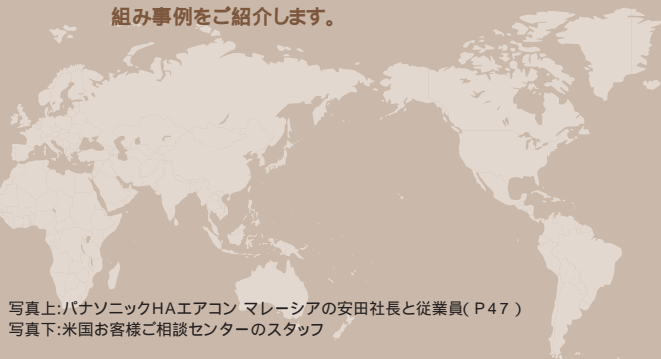 組み事例をご紹介します。
写真上:パナソニックHAエアコン マレーシアの安田社長と従業員(P47)
写真下:米国お客様ご相談センターのスタッフ